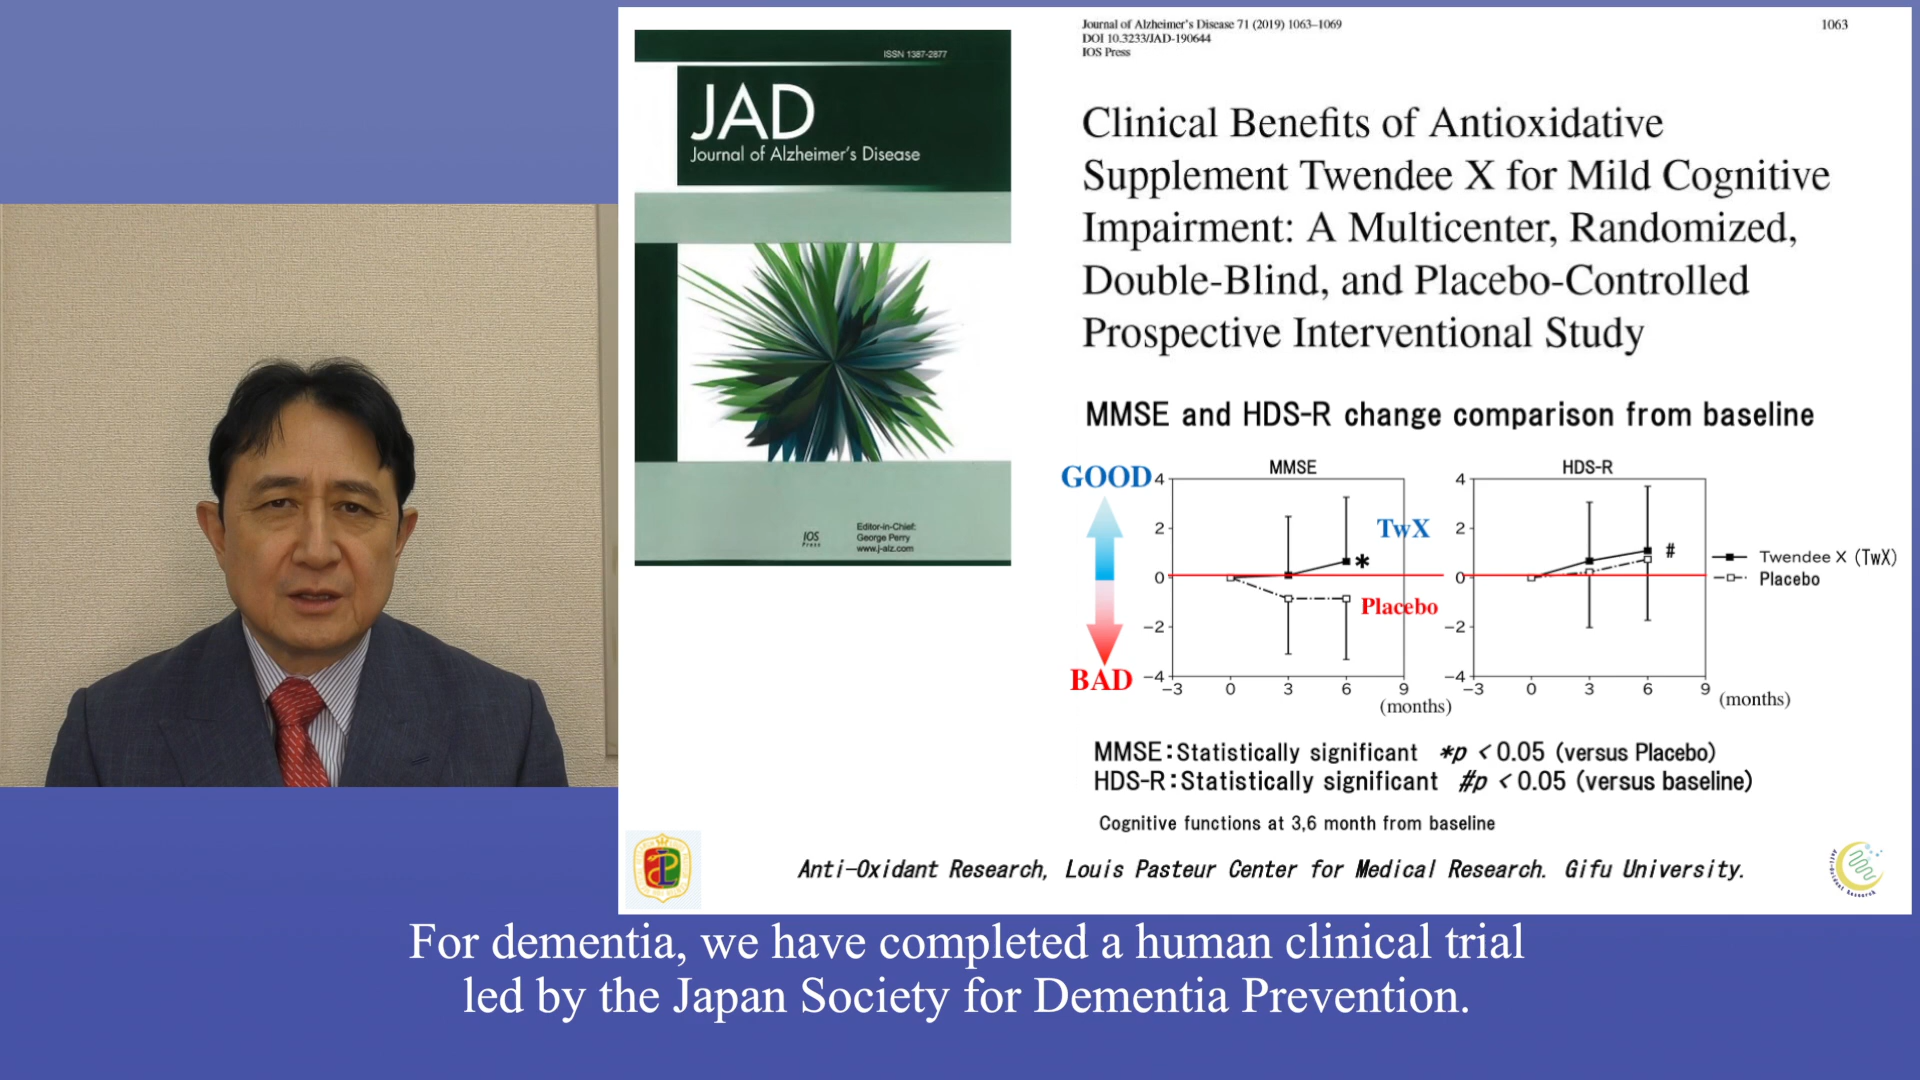 ISSN 1387-2877
JAD
Journal of Alzheimer's Disease
IOS
Press
Editor-in-Chief:
George Perry
www.j-alz.com
Journal of Alzheimer's Disease 71 (2019) 1063–1069
DOI 10.3233/JAD-190644
IOS Press
1063
Clinical Benefits of Antioxidative
Supplement Twendee X for Mild Cognitive
Impairment: A Multicenter, Randomized,
Double-Blind, and Placebo-Controlled
Prospective Interventional Study
MMSE and HDS-R change comparison from baseline
GOOD
BAD
MMSE
4
2
0
−2
−4
−3 0 3 6 9
(months)
TwX
*
Placebo
HDS-R
4
2
0
−2
−4
−3 0 3 6 9
(months)
#
Twendee X (TwX)
Placebo
MMSE:Statistically significant *p < 0.05 (versus Placebo)
HDS-R:Statistically significant #p < 0.05 (versus baseline)
Cognitive functions at 3,6 month from baseline
Anti-Oxidant Research, Louis Pasteur Center for Medical Research. Gifu University.
For dementia, we have completed a human clinical trial
led by the Japan Society for Dementia Prevention.